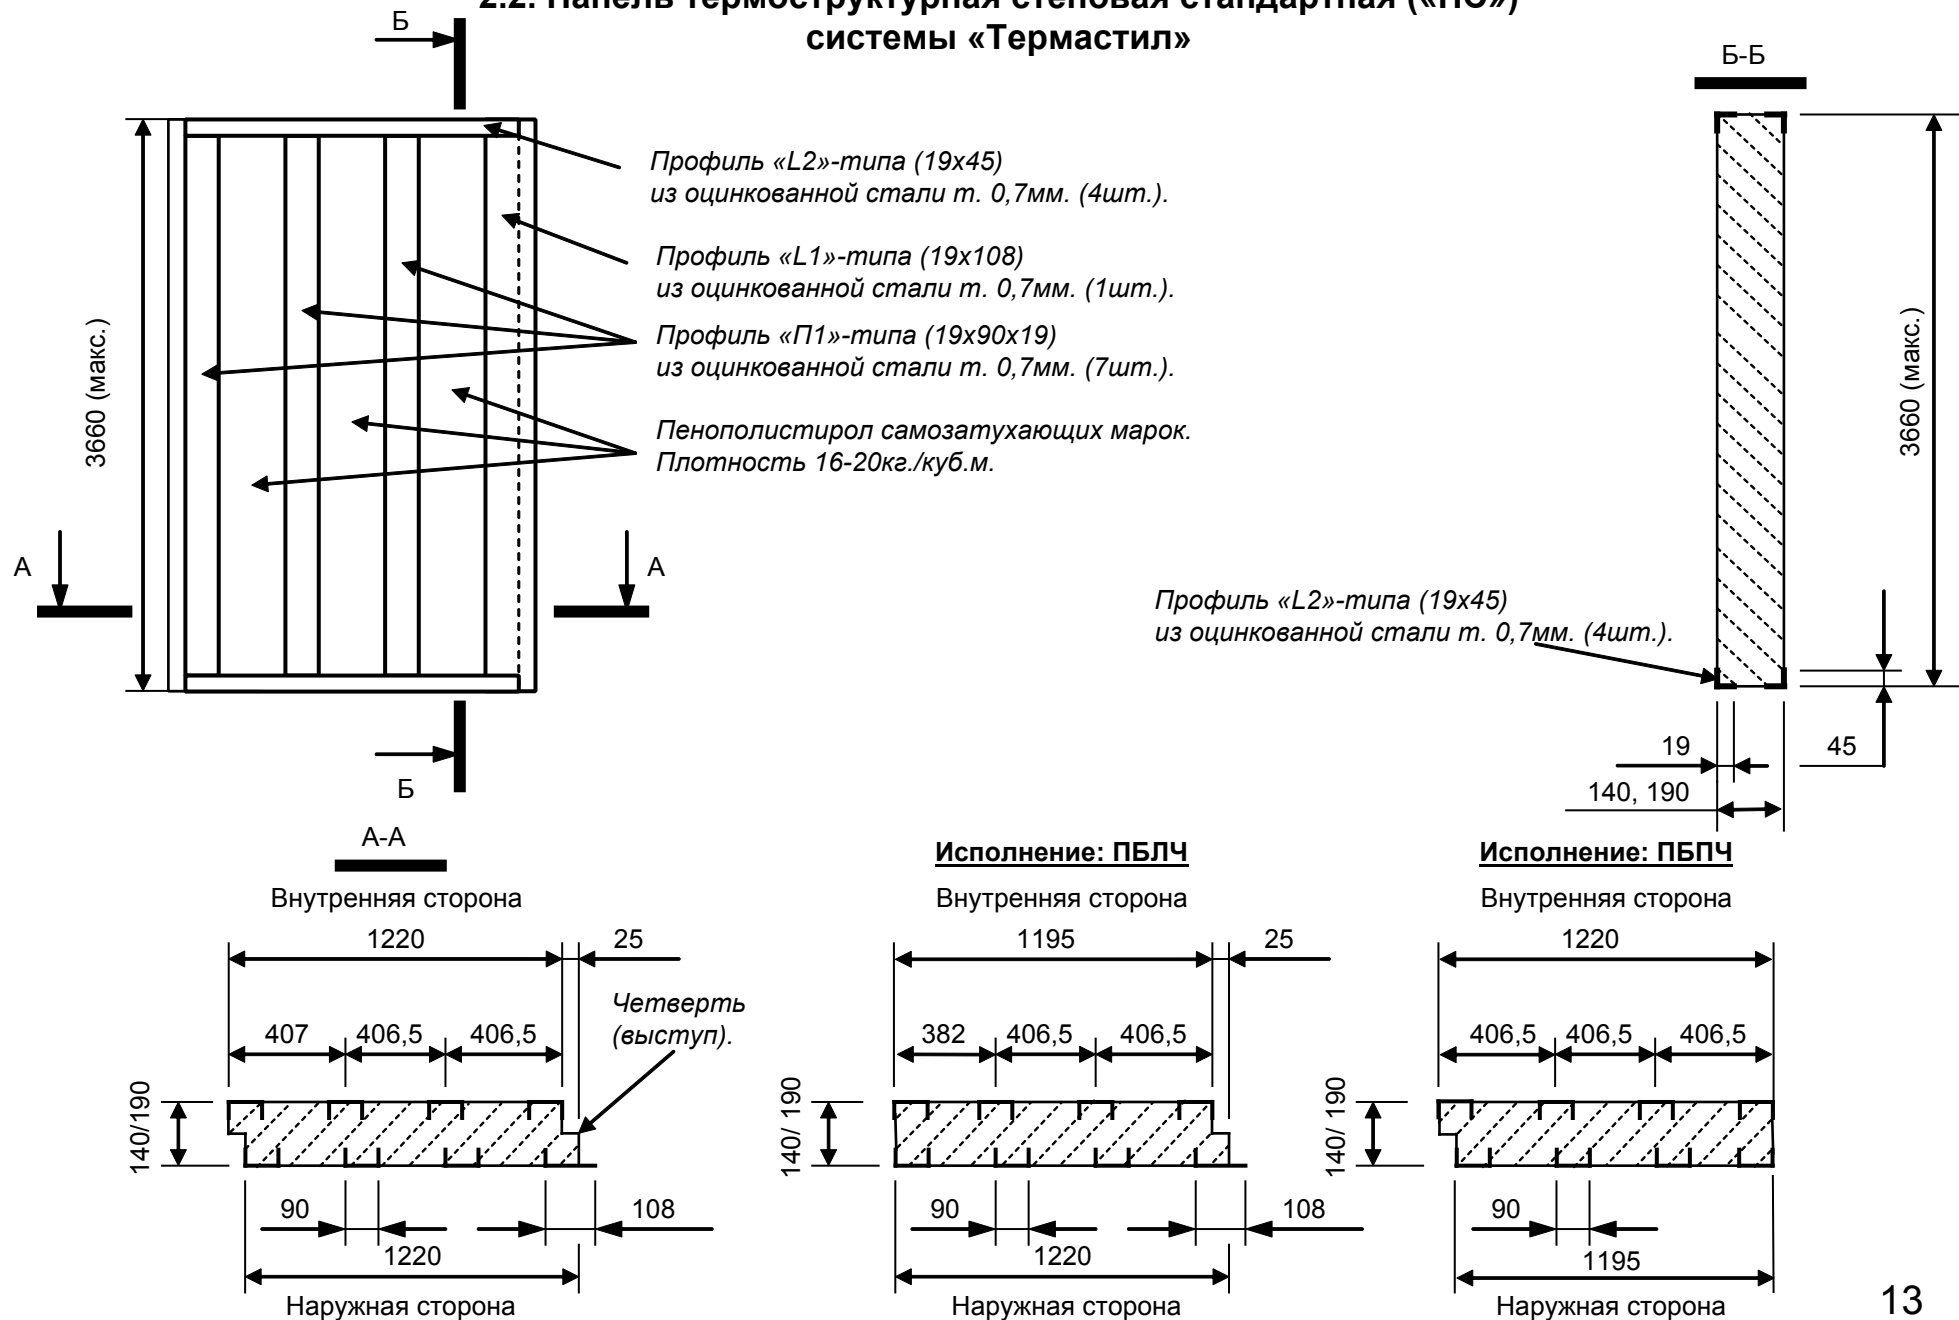 2.2. Панель термоструктурная стеновая стандартная («ПС»)
системы «Термастил»
Б
Б-Б
Профиль «L2»-типа (19х45)
из оцинкованной стали т. 0,7мм. (4шт.).
Профиль «L1»-типа (19х108)
из оцинкованной стали т. 0,7мм. (1шт.).
Профиль «П1»-типа (19х90х19)
из оцинкованной стали т. 0,7мм. (7шт.).
Пенополистирол самозатухающих марок.
Плотность 16-20кг./куб.м.
3660 (макс.)
3660 (макс.)
А
А
Профиль «L2»-типа (19х45)
из оцинкованной стали т. 0,7мм. (4шт.).
19
45
140, 190
Б
А-А
Исполнение: ПБЛЧ
Исполнение: ПБПЧ
Внутренняя сторона
Внутренняя сторона
Внутренняя сторона
1220
25
1195
25
1220
Четверть
(выступ).
407
406,5
406,5
382
406,5
406,5
406,5
406,5
406,5
140/190
140/ 190
140/ 190
90
108
90
108
90
1220
1220
1195
Наружная сторона
Наружная сторона
Наружная сторона
13